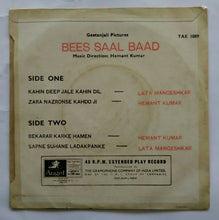 Geetanjali Pictures
TAE 1089
BEES SAAL BAAD
Music Direction: Hemant Kumar
SIDE ONE
KAHIN DEEP JALE KAHIN DIL — LATA MANGESHKAR
ZARA NAZRONSE KAHDO JI — HEMANT KUMAR
SIDE TWO
BEKARAR KARKE HAMEN — HEMANT KUMAR
SAPNE SUHANE LADAKPANKE — LATA MANGESHKAR
Angel
45 R.P.M. EXTENDED PLAY RECORD
THE GRAMOPHONE COMPANY OF INDIA LIMITED.